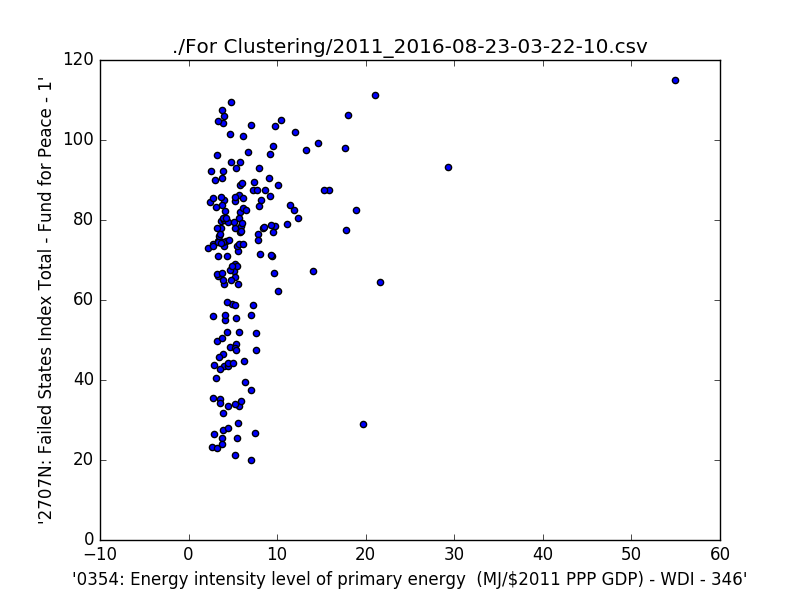 ./For Clustering/2011_2016-08-23-03-22-10.csv
'2707N: Failed States Index Total - Fund for Peace - 1'
120
100
80
60
40
20
0
−10 0 10 20 30 40 50 60
'0354: Energy intensity level of primary energy  (MJ/$2011 PPP GDP) - WDI - 346'